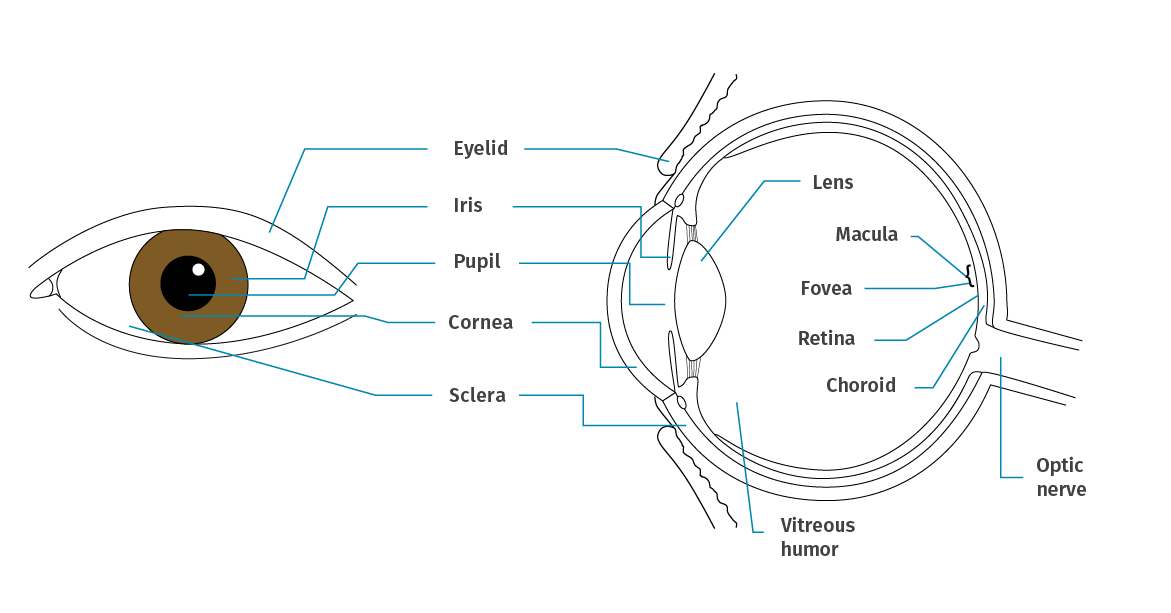 Eyelid
Iris
Pupil
Cornea
Sclera
Lens
Macula
Fovea
Retina
Choroid
Optic
nerve
Vitreous
humor